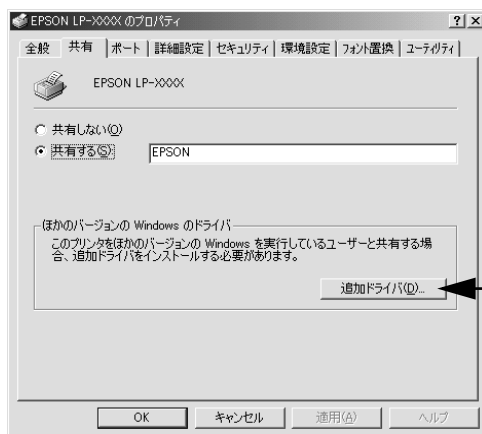 EPSON LP-XXXX のプロパティ
? ×
全般 共有 ポート 詳細設定 セキュリティ 環境設定 フォント置換 ユーティリティ
EPSON LP-XXXX
共有しない(O)
共有する(S): EPSON
ほかのバージョンの Windows のドライバ
このプリンタをほかのバージョンの Windows を実行しているユーザーと共有する場
合、追加ドライバをインストールする必要があります。
追加ドライバ(D)...
OK キャンセル 適用(A) ヘルプ